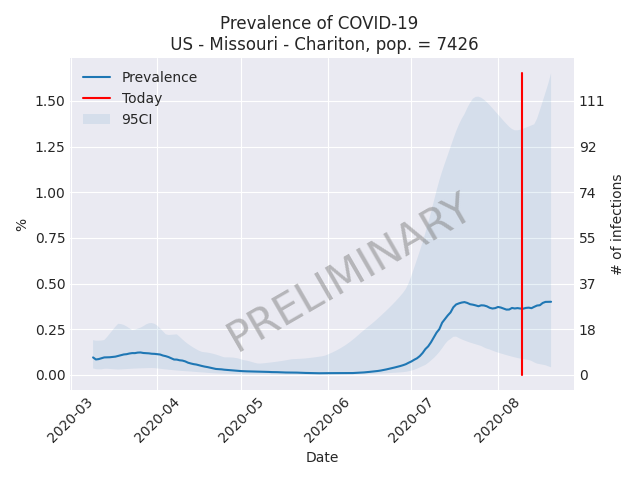 Prevalence of COVID-19
US - Missouri - Chariton, pop. = 7426
Prevalence
Today
95CI
1.50
1.25
1.00
0.75
0.50
0.25
0.00
%
111
92
74
55
37
18
0
# of infections
PRELIMINARY
2020-03
2020-04
2020-05
2020-06
2020-07
2020-08
Date